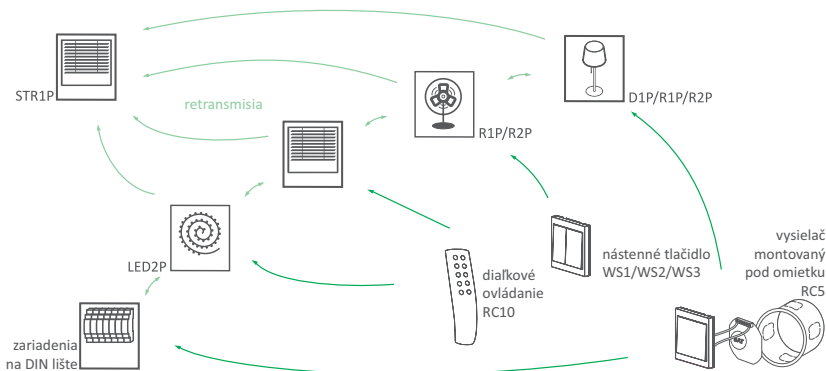 STR1P
retransmisia
D1P/R1P/R2P
R1P/R2P
LED2P
zariadenia
na DIN lište
diaľkové
ovládanie
RC10
nástenné tlačidlo
WS1/WS2/WS3
vysielač
montovaný
pod omietku
RC5